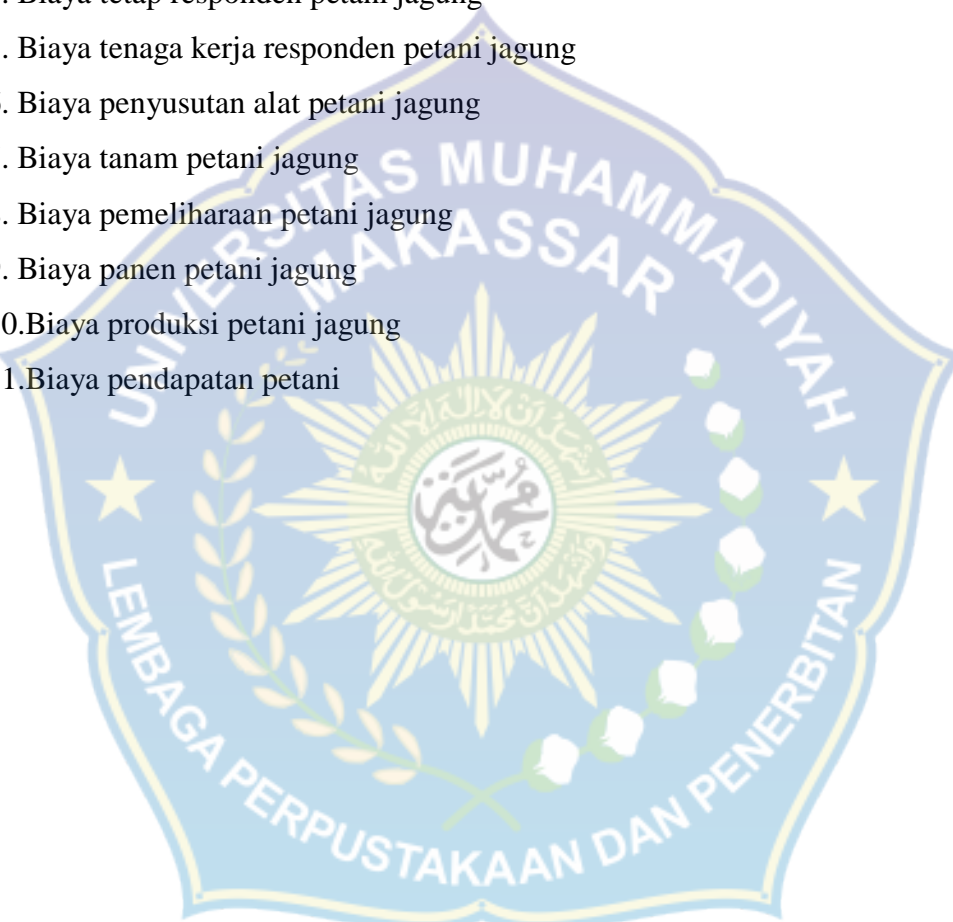 . Biaya tetap responden petani jagung
. Biaya tenaga kerja responden petani jagung
. Biaya penyusutan alat petani jagung
. Biaya tanam petani jagung
. Biaya pemeliharaan petani jagung
. Biaya panen petani jagung
0.Biaya produksi petani jagung
1.Biaya pendapatan petani
UNIVERSITAS MUHAMMADIYAH
MAKASSAR
محمدية
LEMBAGA PERPUSTAKAAN DAN PENERBITAN